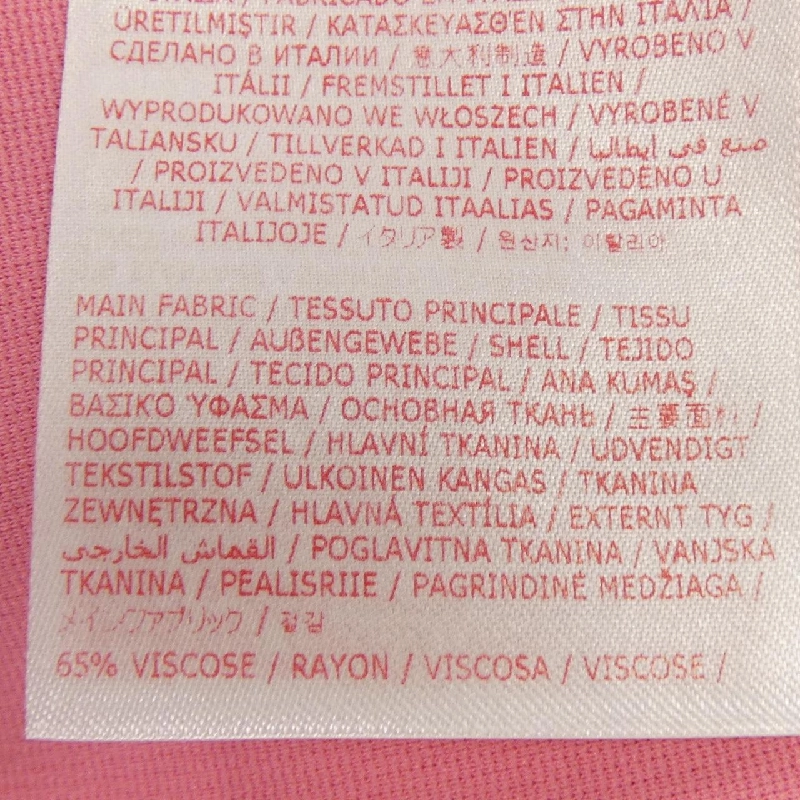 ÜRETİLMİŞTİR / ΚΑΤΑΣΚΕΥΑΣΘ'ΕΝ ΣΤΗΝ ΙΤΑΛΙΑ /
СДЕЛАНО В ИТАЛИИ / 意大利制造 / VYROBENO V
ITÁLII / FREMSTILLET I ITALIEN /
WYPRODUKOWANO WE WŁOSZECH / VYROBENÉ V
TALIANSKU / TILLVERKAD I ITALIEN / صنع في ايطاليا
/ PROIZVEDENO V ITALIJI / PROIZVEDENO U
ITALIJI / VALMISTATUD ITAALIAS / PAGAMINTA
ITALIJOJE / イタリア製 / 원산지: 이탈리아
MAIN FABRIC / TESSUTO PRINCIPALE / TISSU
PRINCIPAL / AUßENGEWEBE / SHELL / TEJIDO
PRINCIPAL / TECIDO PRINCIPAL / ANA KUMAŞ /
ΒΑΣΙΚΟ 'ΥΦΑΣΜΑ / ОСНОВНАЯ ТКАНЬ / 主要面料 /
HOOFDWEEFSEL / HLAVNÍ TKANINA / UDVENDIGT
TEKSTILSTOF / ULKOINEN KANGAS / TKANINA
ZEWNĘTRZNA / HLAVNÁ TEXTÍLIA / EXTERNT TYG /
القماش الخارجي / POGLAVITNA TKANINA / VANJSKA
TKANINA / PEALISRIIE / PAGRINDINĖ MEDŽIAGA /
メインファブリック / 겉감
65% VISCOSE / RAYON / VISCOSA / VISCOSE /